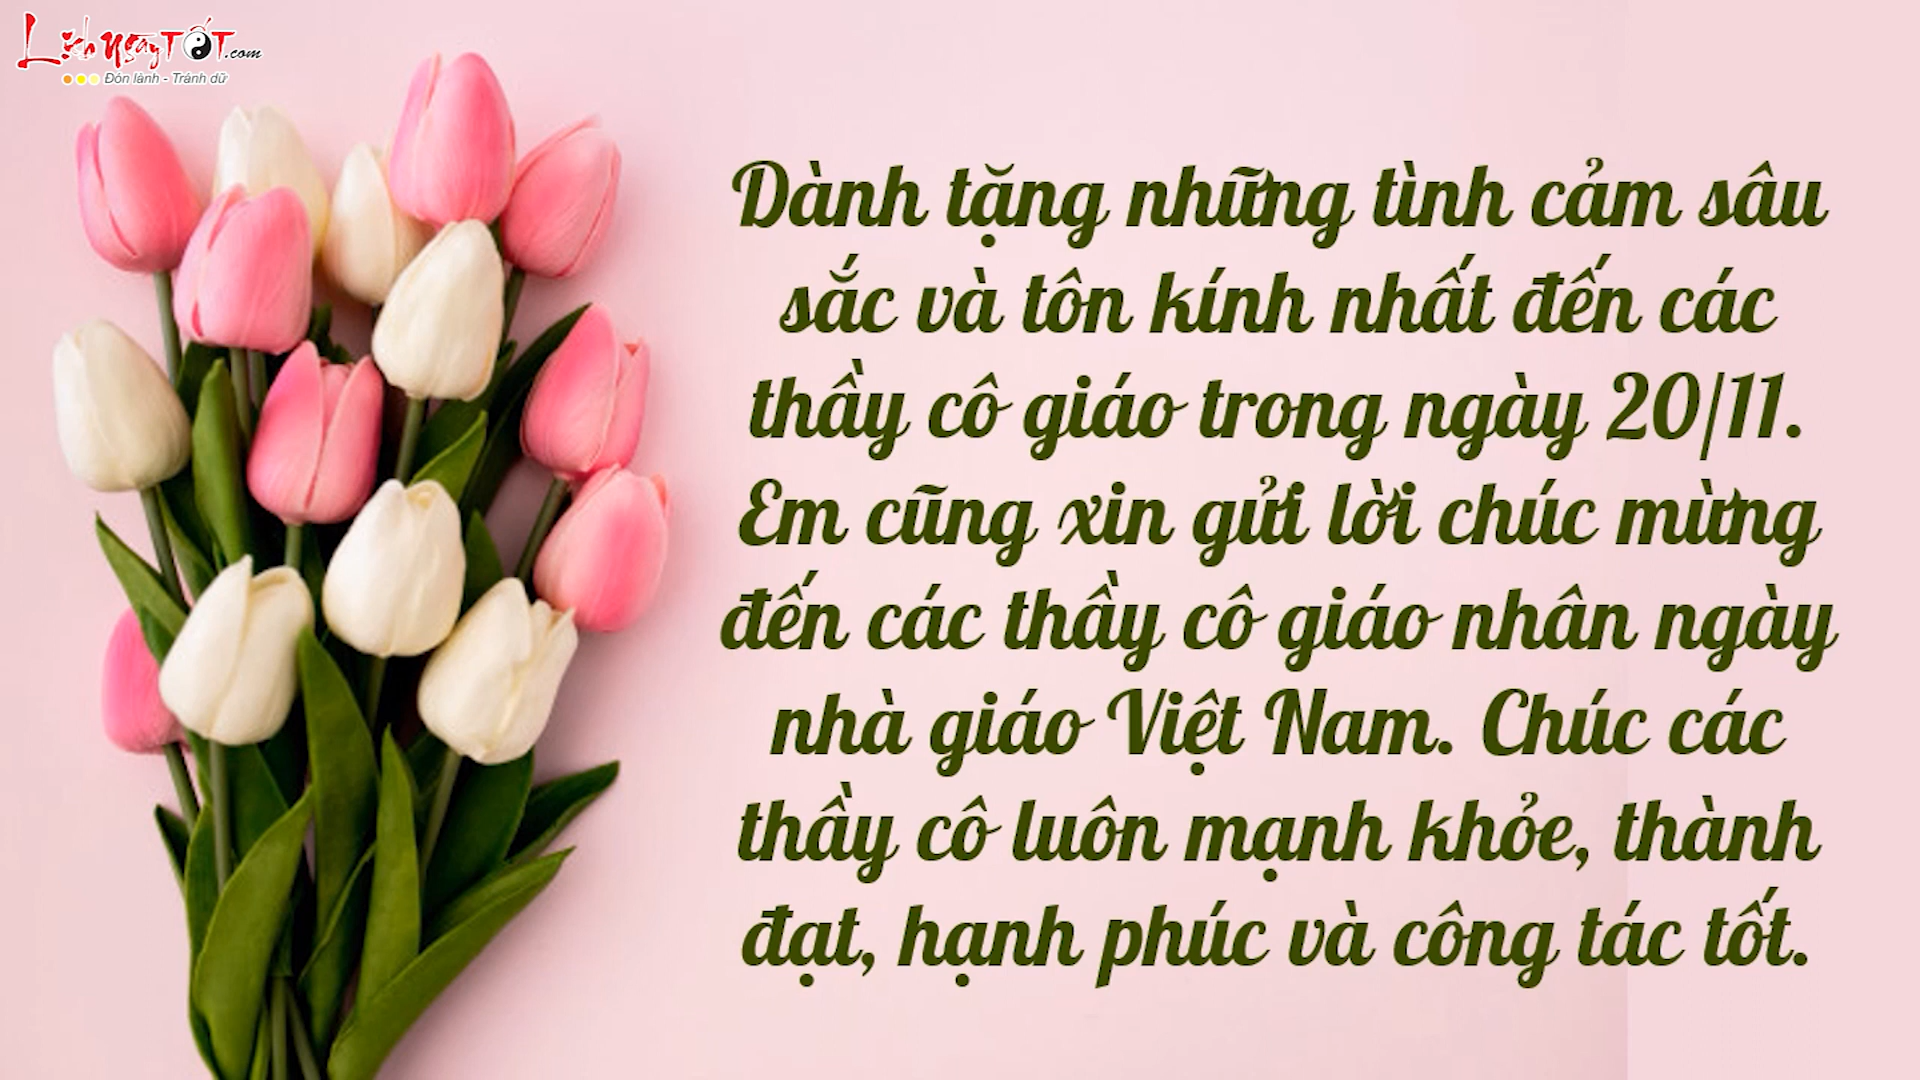 Lịch Ngày TỐT.com
Đón lành - Tránh dữ
Dành tặng những tình cảm sâu
sắc và tôn kính nhất đến các
thầy cô giáo trong ngày 20/11.
Em cũng xin gửi lời chúc mừng
đến các thầy cô giáo nhân ngày
nhà giáo Việt Nam. Chúc các
thầy cô luôn mạnh khỏe, thành
đạt, hạnh phúc và công tác tốt.